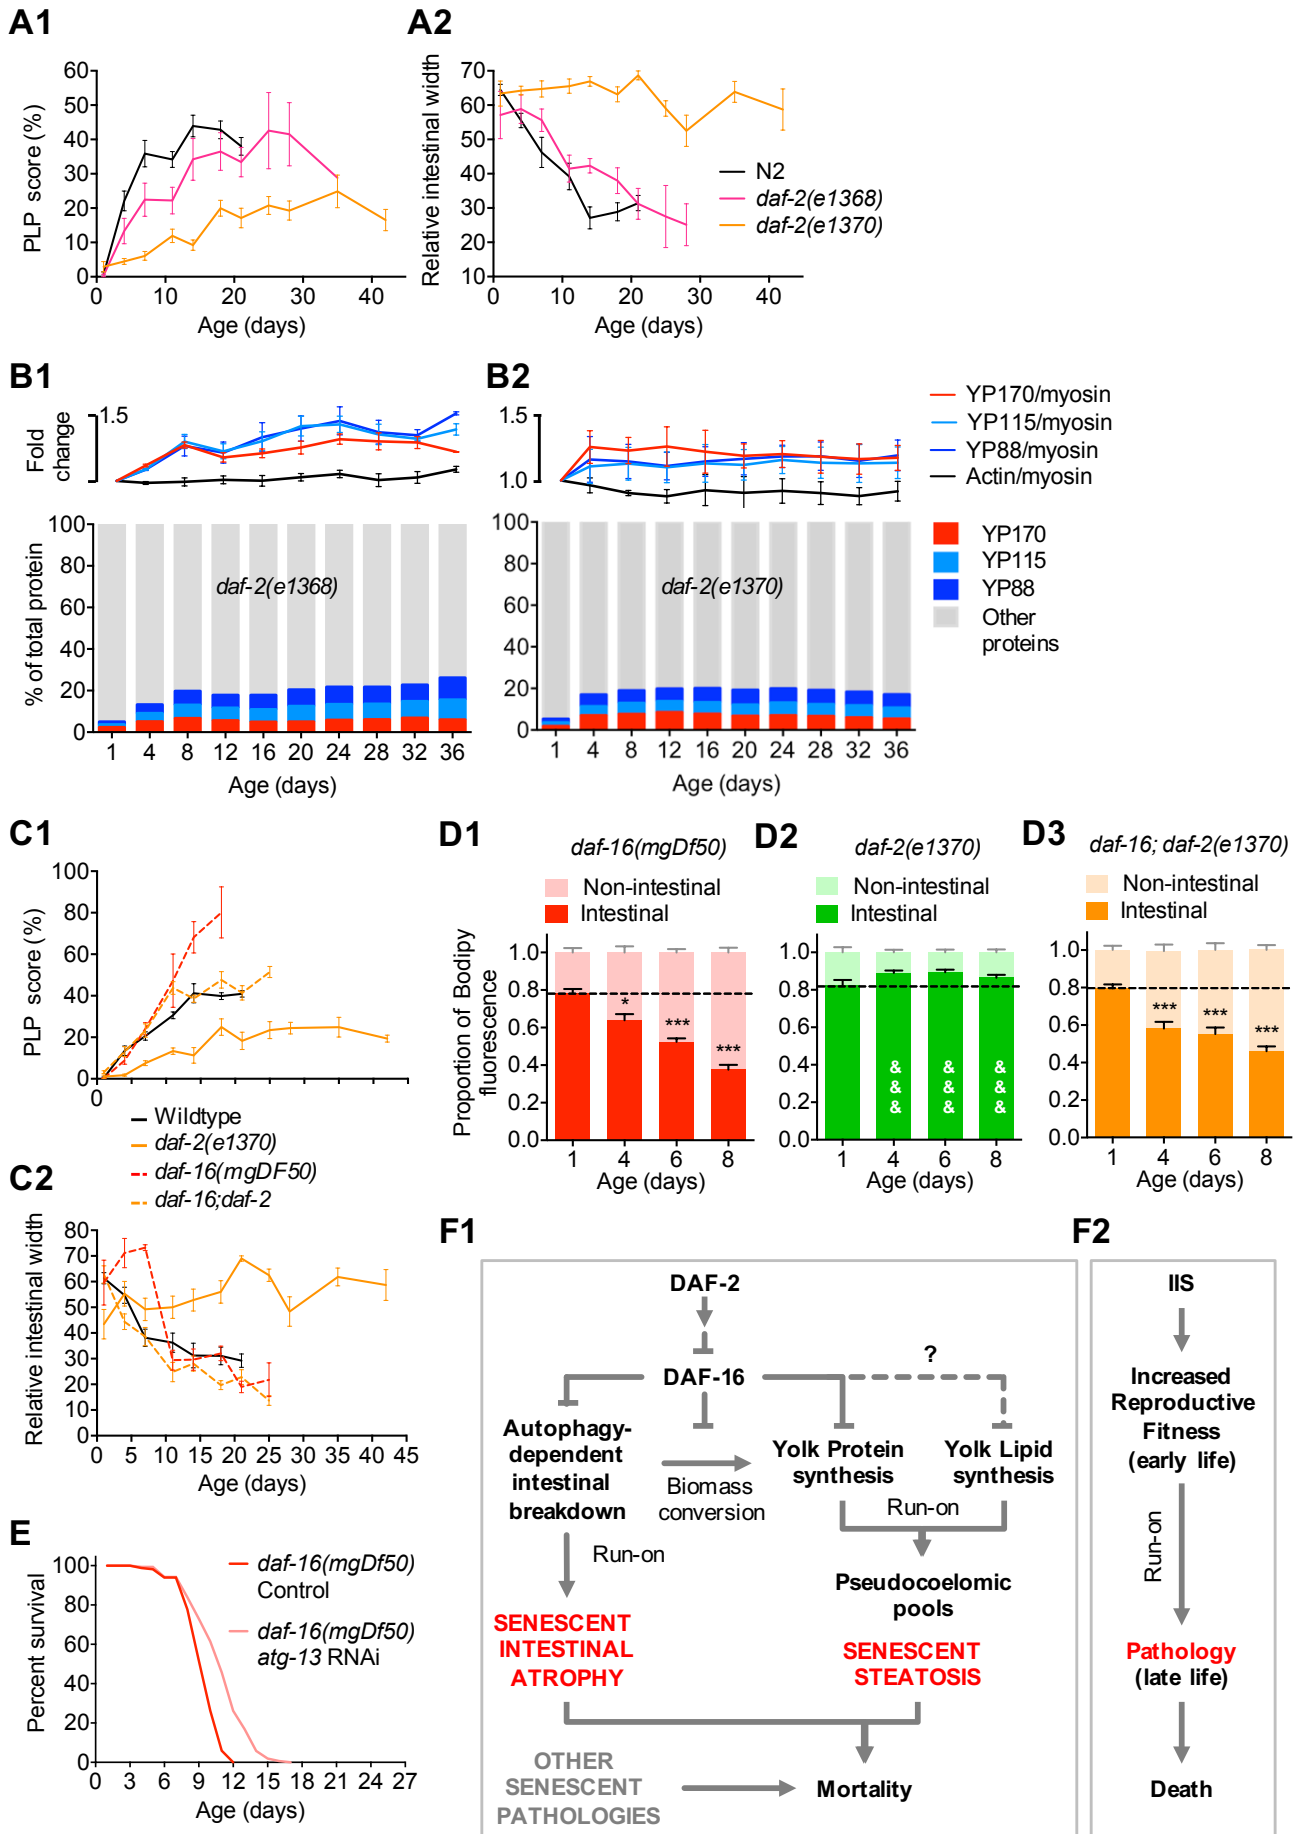 A1
PLP score (%)
60
50
40
30
20
10
0
0 10 20 30 40
Age (days)
A2
Relative intestinal width
70
60
50
40
30
20
10
0 10 20 30 40
Age (days)
N2
daf-2(e1368)
daf-2(e1370)
B1
Fold
change
1.5
% of total protein
100
80
60
40
20
0
daf-2(e1368)
1 4 8 12 16 20 24 28 32 36
Age (days)
B2
1.5
1.0
100
80
60
40
20
0
daf-2(e1370)
1 4 8 12 16 20 24 28 32 36
Age (days)
YP170/myosin
YP115/myosin
YP88/myosin
Actin/myosin
YP170
YP115
YP88
Other
proteins
C1
PLP score (%)
100
80
60
40
20
0
0
Wildtype
daf-2(e1370)
daf-16(mgDF50)
daf-16;daf-2
C2
Relative intestinal width
80
70
60
50
40
30
20
10
0
0 5 10 15 20 25 30 35 40 45
Age (days)
D1
daf-16(mgDf50)
Non-intestinal
Intestinal
Proportion of Bodipy
fluorescence
1.0
0.8
0.6
0.4
0.2
0.0
* *** ***
1 4 6 8
Age (days)
D2
daf-2(e1370)
Non-intestinal
Intestinal
1.0
0.8
0.6
0.4
0.2
0.0
& & &
& & &
& & &
1 4 6 8
Age (days)
D3
daf-16; daf-2(e1370)
Non-intestinal
Intestinal
1.0
0.8
0.6
0.4
0.2
0.0
*** *** ***
1 4 6 8
Age (days)
E
Percent survival
100
80
60
40
20
0
0 3 6 9 12 15 18 21 24 27
Age (days)
daf-16(mgDf50)
Control
daf-16(mgDf50)
atg-13 RNAi
F1
DAF-2
DAF-16
?
Autophagy-
dependent
intestinal
breakdown
Biomass
conversion
Yolk Protein
synthesis
Yolk Lipid
synthesis
Run-on
Run-on
Pseudocoelomic
pools
SENESCENT
INTESTINAL
ATROPHY
SENESCENT
STEATOSIS
OTHER
SENESCENT
PATHOLOGIES
Mortality
F2
IIS
Increased
Reproductive
Fitness
(early life)
Run-on
Pathology
(late life)
Death